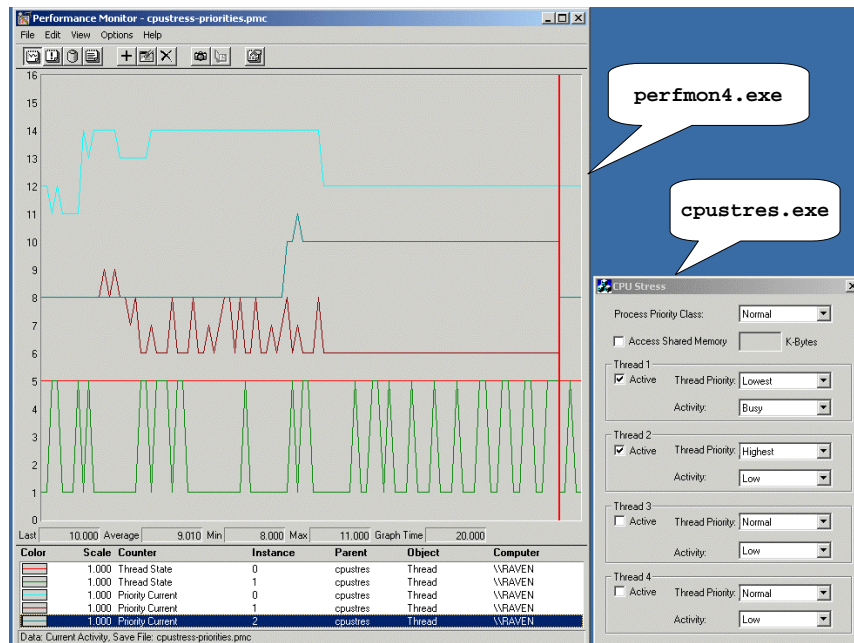 Performance Monitor - cpustress-priorities.pmc
File Edit View Options Help
16
15
14
13
12
11
10
9
8
7
6
5
4
3
2
1
0
Last 10.000 Average 9.010 Min 8.000 Max 11.000 Graph Time 20.000
Color Scale Counter Instance Parent Object Computer
1.000 Thread State 0 cpustres Thread \\RAVEN
1.000 Thread State 1 cpustres Thread \\RAVEN
1.000 Priority Current 0 cpustres Thread \\RAVEN
1.000 Priority Current 1 cpustres Thread \\RAVEN
1.000 Priority Current 2 cpustres Thread \\RAVEN
Data: Current Activity, Save File: cpustress-priorities.pmc
perfmon4.exe
cpustres.exe
CPU Stress
Process Priority Class: Normal
Access Shared Memory K-Bytes
Thread 1
Active Thread Priority: Lowest
Activity: Busy
Thread 2
Active Thread Priority: Highest
Activity: Low
Thread 3
Active Thread Priority: Normal
Activity: Low
Thread 4
Active Thread Priority: Normal
Activity: Low